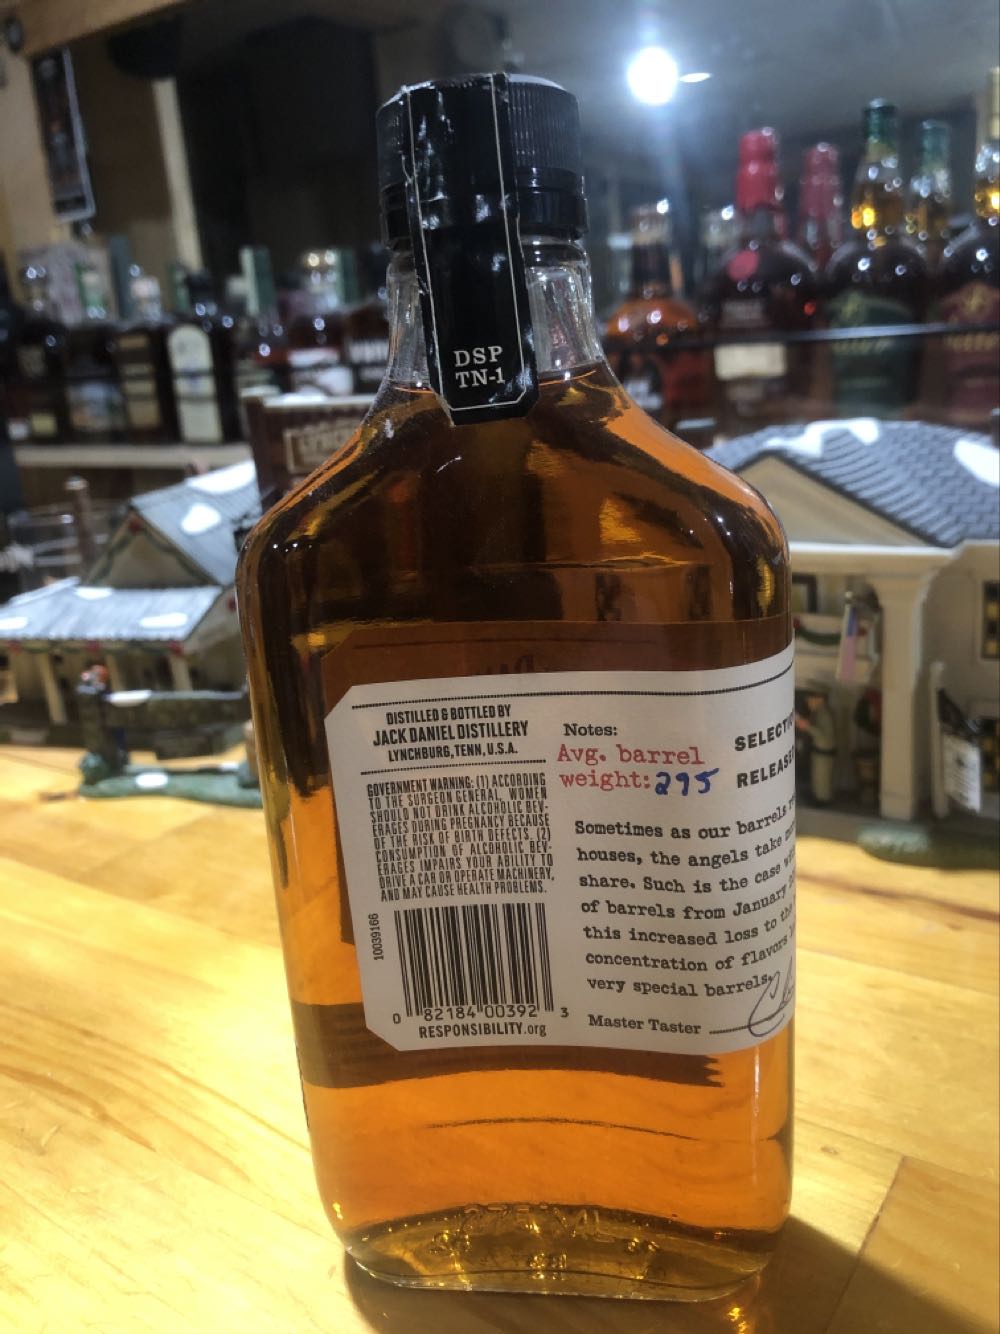 DSP
TN-1
DISTILLED & BOTTLED BY
JACK DANIEL DISTILLERY
LYNCHBURG, TENN, U.S.A.
GOVERNMENT WARNING: (1) ACCORDING
TO THE SURGEON GENERAL, WOMEN
SHOULD NOT DRINK ALCOHOLIC BEV-
ERAGES DURING PREGNANCY BECAUSE
OF THE RISK OF BIRTH DEFECTS. (2)
CONSUMPTION OF ALCOHOLIC BEV-
ERAGES IMPAIRS YOUR ABILITY TO
DRIVE A CAR OR OPERATE MACHINERY,
AND MAY CAUSE HEALTH PROBLEMS.
10039166
0 82184 00392 3
RESPONSIBILITY.org
Notes:
Avg. barrel
weight: 295
RELEASED
Sometimes as our barrels
houses, the angels take
share. Such is the case
of barrels from January
this increased loss to the
concentration of flavors
very special barrels.
Master Taster
375 ML